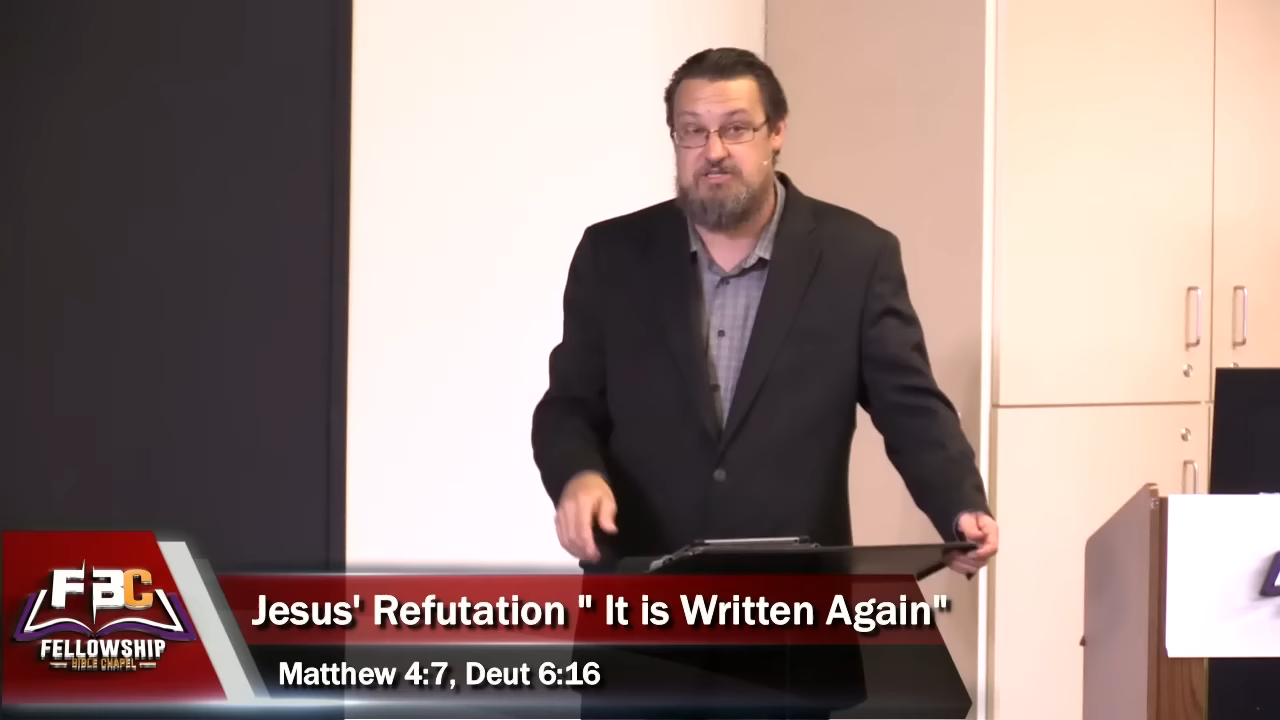 FBC
FELLOWSHIP
BIBLE CHAPEL
Jesus' Refutation " It is Written Again"
Matthew 4:7, Deut 6:16